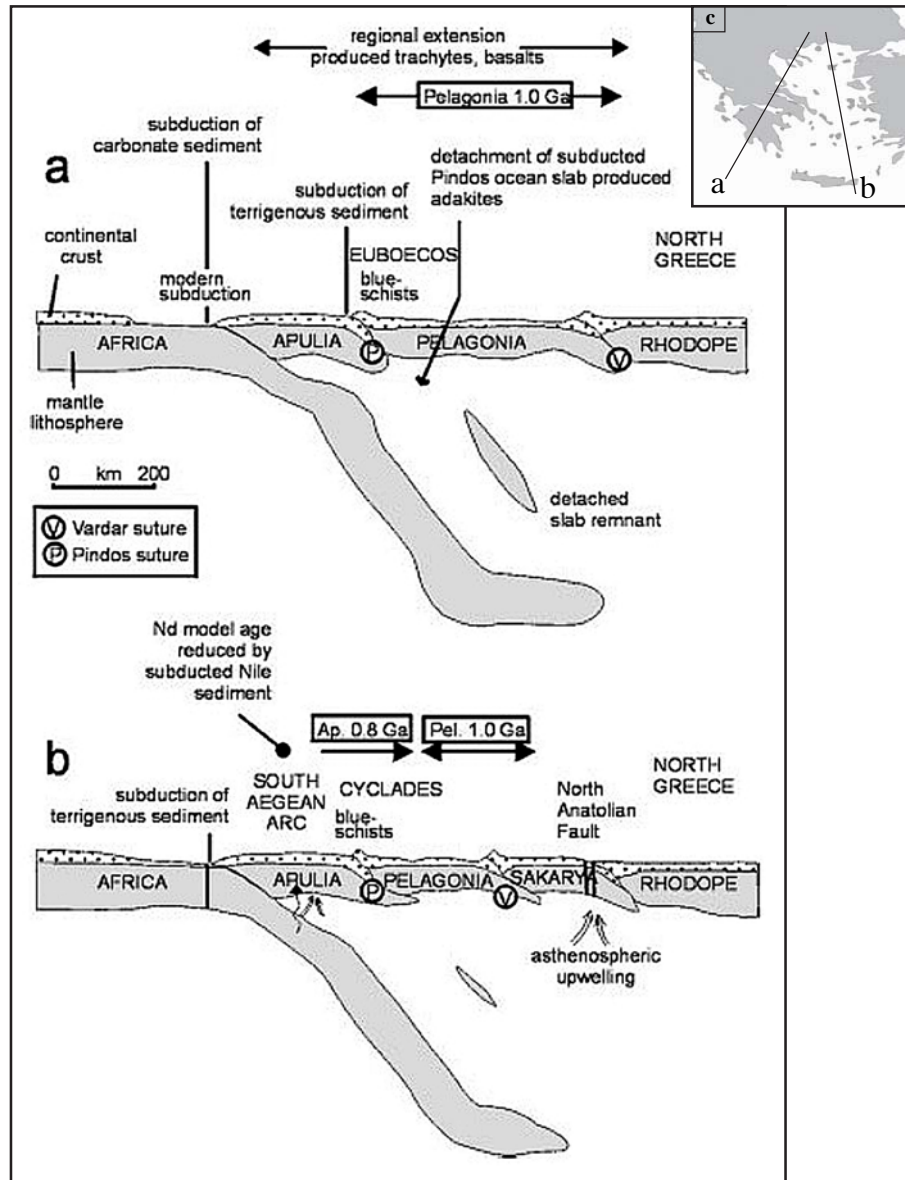 regional extension
produced trachytes, basalts
Pelagonia 1.0 Ga
c
a
b
a
subduction of
carbonate sediment
detachment of subducted
Pindos ocean slab produced
adakites
subduction of
terrigenous sediment
continental
crust
modern
subduction
EUBOECOS
blue-
schists
NORTH
GREECE
AFRICA
APULIA
P
PELAGONIA
V
RHODOPE
mantle
lithosphere
0 km 200
detached
slab remnant
V Vardar suture
P Pindos suture
Nd model age
reduced by
subducted Nile
sediment
b
Ap. 0.8 Ga
Pel. 1.0 Ga
subduction of
terrigenous sediment
SOUTH
AEGEAN
ARC
CYCLADES
blue-
schists
North
Anatolian
Fault
NORTH
GREECE
AFRICA
APULIA
P
PELAGONIA
V
SAKARYA
RHODOPE
asthenospheric
upwelling